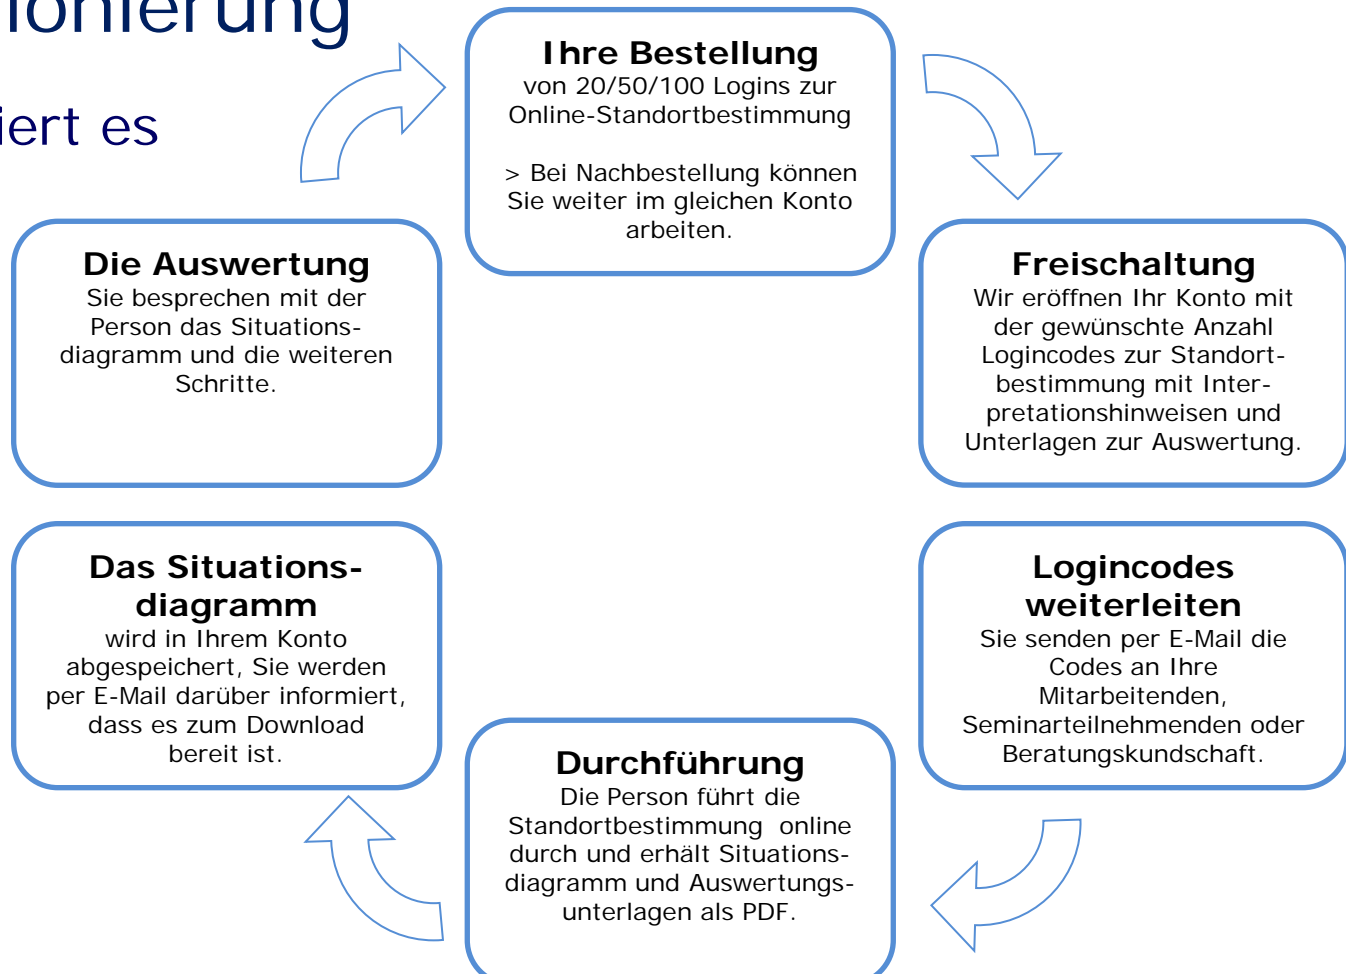 ionierung
iert es
Ihre Bestellung
von 20/50/100 Logins zur
Online-Standortbestimmung
> Bei Nachbestellung können
Sie weiter im gleichen Konto
arbeiten.
Freischaltung
Wir eröffnen Ihr Konto mit
der gewünschte Anzahl
Logincodes zur Standort-
bestimmung mit Inter-
pretationshinweisen und
Unterlagen zur Auswertung.
Logincodes
weiterleiten
Sie senden per E-Mail die
Codes an Ihre
Mitarbeitenden,
Seminarteilnehmenden oder
Beratungskundschaft.
Durchführung
Die Person führt die
Standortbestimmung online
durch und erhält Situations-
diagramm und Auswertungs-
unterlagen als PDF.
Das Situations-
diagramm
wird in Ihrem Konto
abgespeichert, Sie werden
per E-Mail darüber informiert,
dass es zum Download
bereit ist.
Die Auswertung
Sie besprechen mit der
Person das Situations-
diagramm und die weiteren
Schritte.